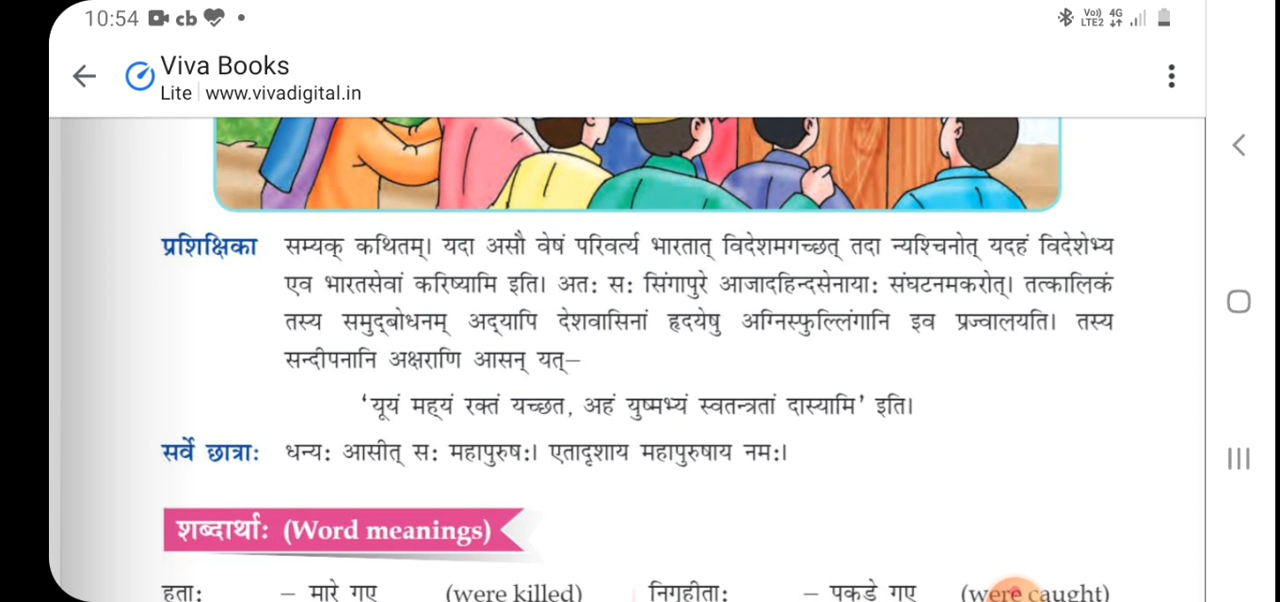 10:54 cb
Vo)) 4G
LTE2
Viva Books
Lite www.vivadigital.in
प्रशिक्षिका सम्यक् कथितम्। यदा असौ वेषं परिवर्त्य भारतात् विदेशमगच्छत् तदा न्यश्चिनोत् यदहं विदेशेभ्य
एव भारतसेवां करिष्यामि इति। अतः सः सिंगापुरे आजादहिन्दसेनायाः संघटनमकरोत्। तत्कालिकं
तस्य समुद्बोधनम् अद्यापि देशवासिनां हृदयेषु अग्निस्फुल्लिंगानि इव प्रज्वालयति। तस्य
सन्दीपनानि अक्षराणि आसन् यत्–
‘यूयं मह्यं रक्तं यच्छत, अहं युष्मभ्यं स्वतन्त्रतां दास्यामि’ इति।
सर्वे छात्राः धन्यः आसीत् सः महापुरुषः। एतादृशाय महापुरुषाय नमः।
शब्दार्थाः (Word meanings)
हताः – मारे गए (were killed) निगृहीताः – पकड़े गए (were caught)